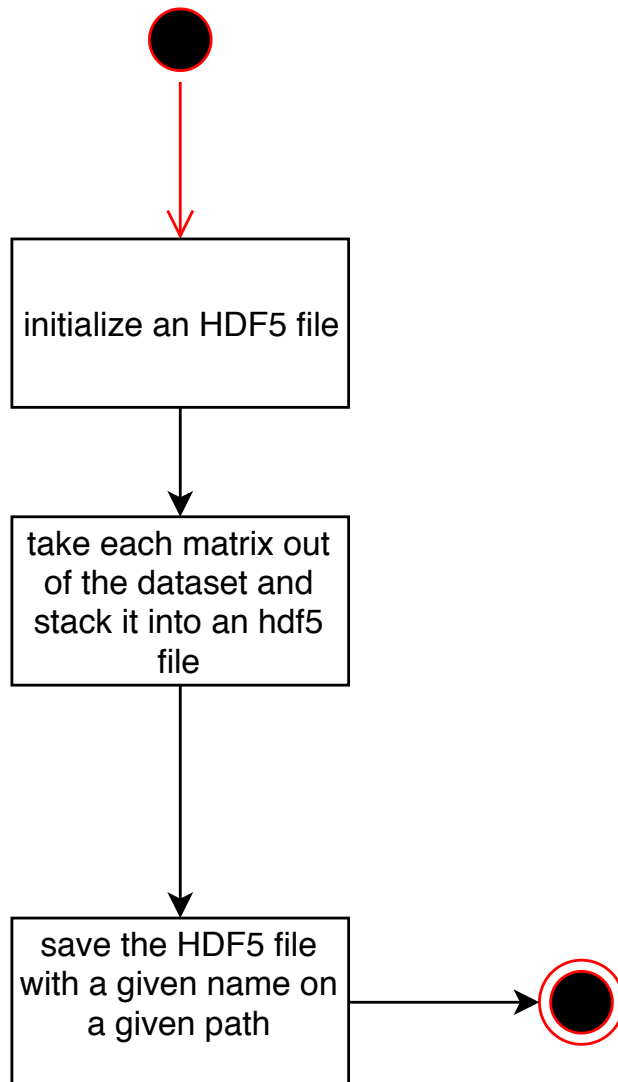 initialize an HDF5 file
take each matrix out
of the dataset and
stack it into an hdf5
file
save the HDF5 file
with a given name on
a given path